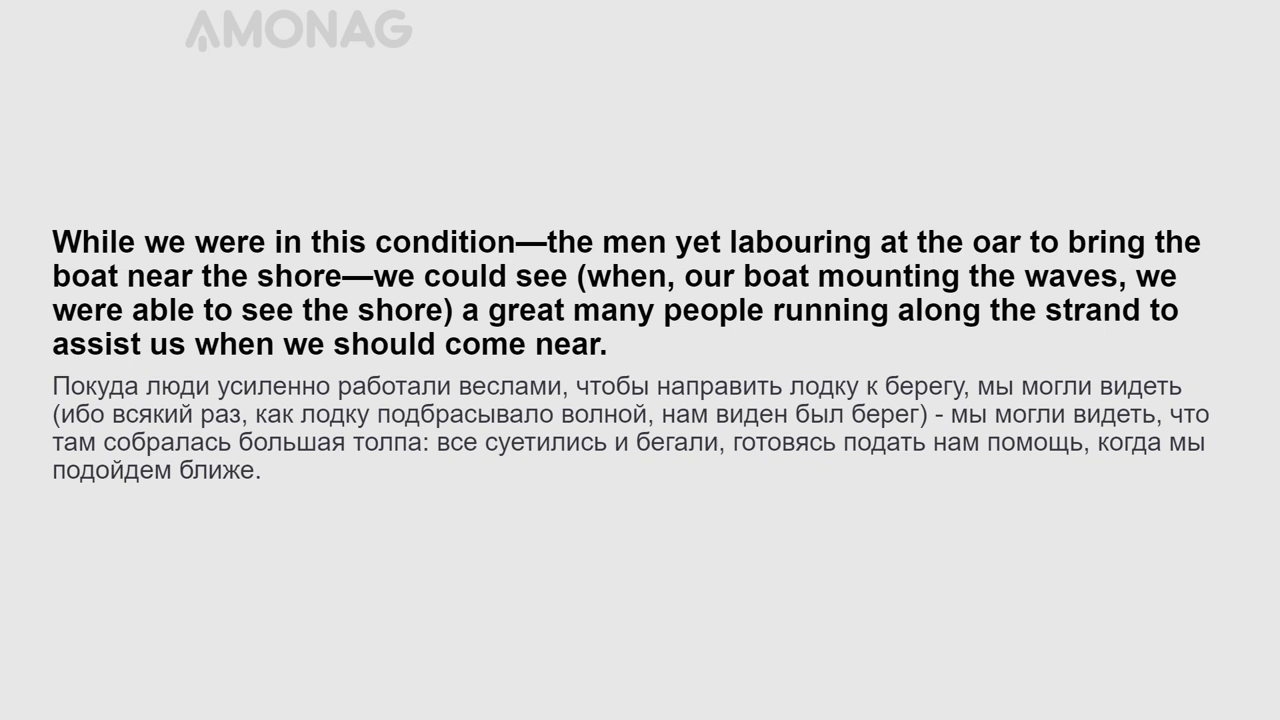 AMONAG
While we were in this condition—the men yet labouring at the oar to bring the
boat near the shore—we could see (when, our boat mounting the waves, we
were able to see the shore) a great many people running along the strand to
assist us when we should come near.
Покуда люди усиленно работали веслами, чтобы направить лодку к берегу, мы могли видеть
(ибо всякий раз, как лодку подбрасывало волной, нам виден был берег) - мы могли видеть, что
там собралась большая толпа: все суетились и бегали, готовясь подать нам помощь, когда мы
подойдем ближе.